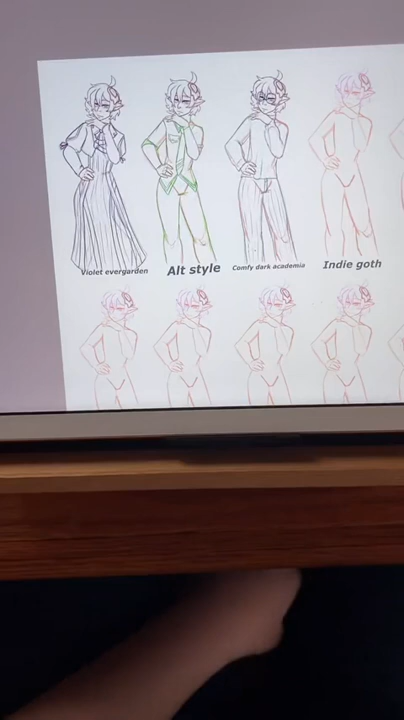 Violet evergarden
Alt style
Comfy dark academia
Indie goth